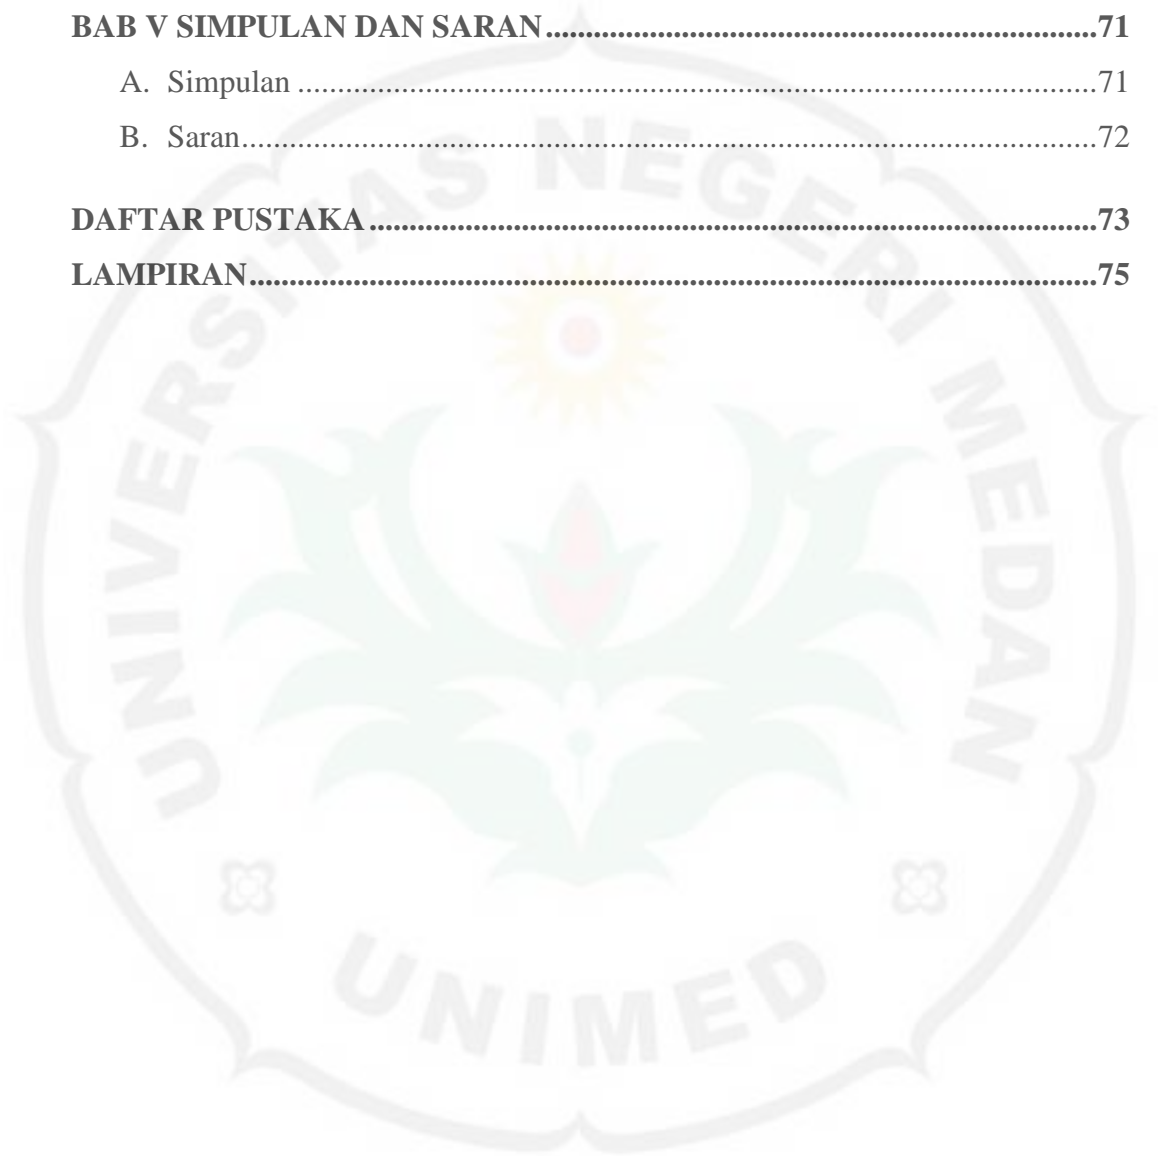 BAB V SIMPULAN DAN SARAN....................................................................................71
A. Simpulan ..........................................................................................................71
B. Saran.................................................................................................................72
DAFTAR PUSTAKA..................................................................................................73
LAMPIRAN.................................................................................................................75
UNIVERSITAS NEGERI MEDAN
UNIMED